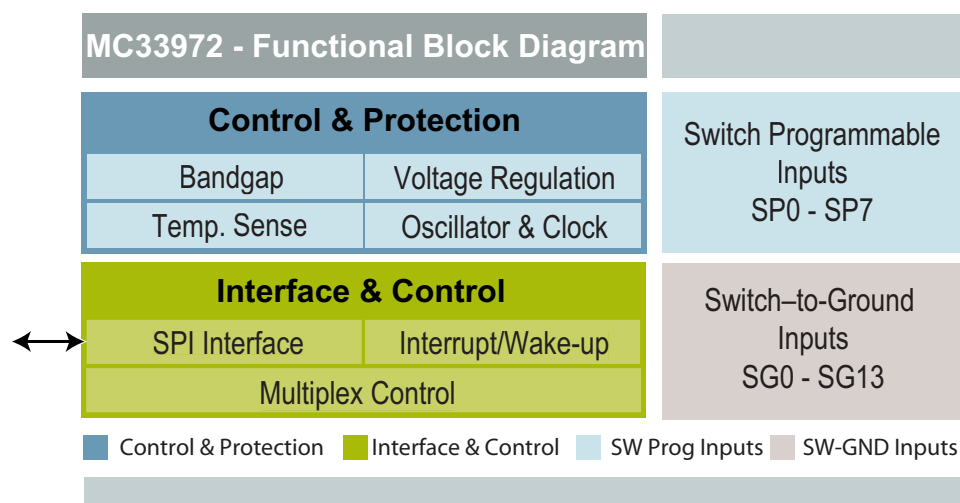 MC33972 - Functional Block Diagram
Control & Protection
Bandgap
Voltage Regulation
Temp. Sense
Oscillator & Clock
Switch Programmable
Inputs
SP0 - SP7
Interface & Control
SPI Interface
Interrupt/Wake-up
Multiplex Control
Switch–to-Ground
Inputs
SG0 - SG13
Control & Protection
Interface & Control
SW Prog Inputs
SW-GND Inputs